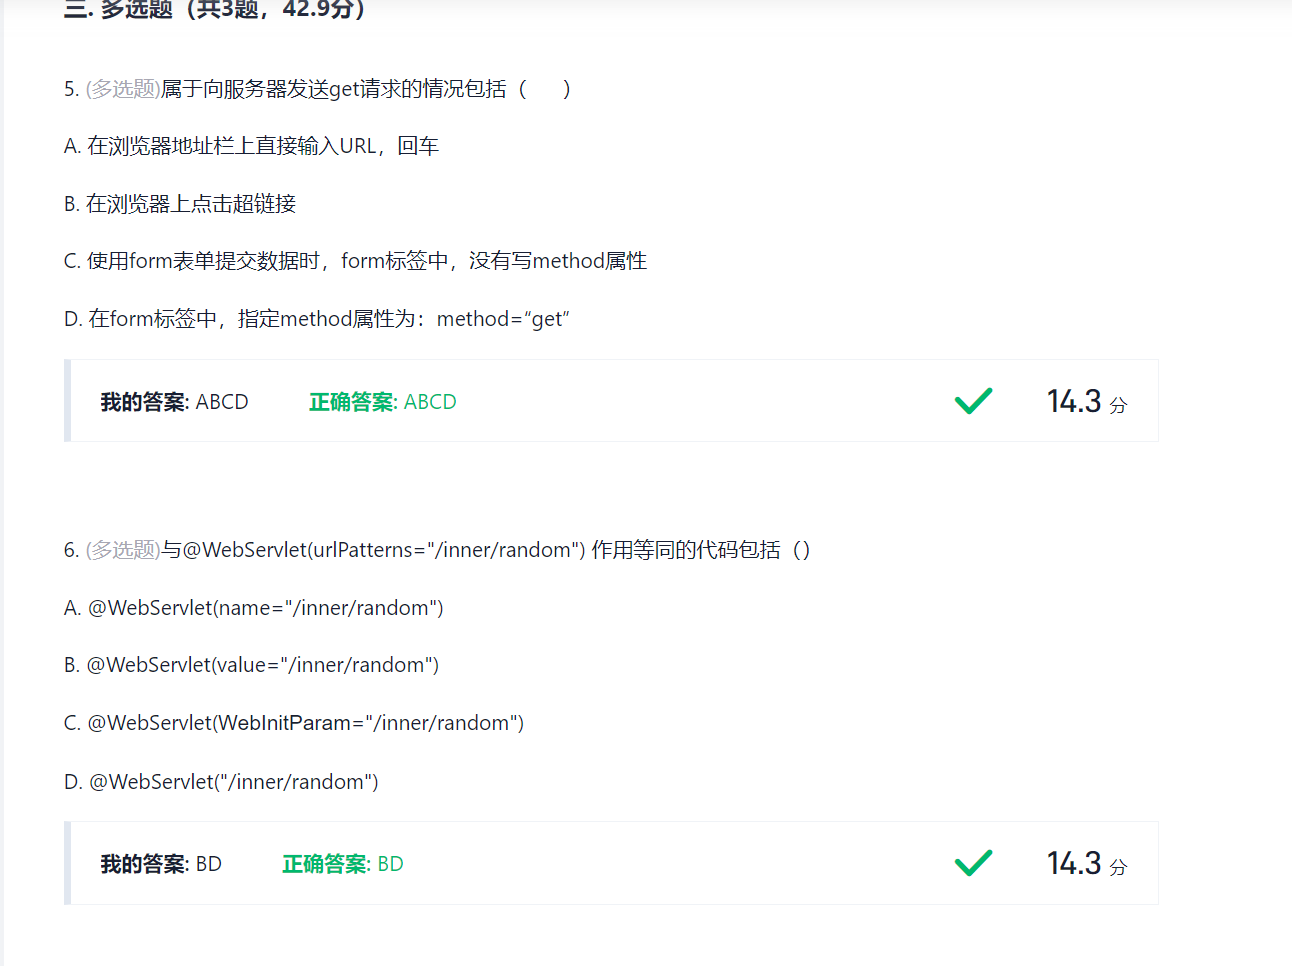 三. 多选题（共3题，42.9分）
5. (多选题)属于向服务器发送get请求的情况包括（　　）
A. 在浏览器地址栏上直接输入URL，回车
B. 在浏览器上点击超链接
C. 使用form表单提交数据时，form标签中，没有写method属性
D. 在form标签中，指定method属性为：method=“get”
我的答案: ABCD 正确答案: ABCD 14.3 分
6. (多选题)与@WebServlet(urlPatterns="/inner/random") 作用等同的代码包括（）
A. @WebServlet(name="/inner/random")
B. @WebServlet(value="/inner/random")
C. @WebServlet(WebInitParam="/inner/random")
D. @WebServlet("/inner/random")
我的答案: BD 正确答案: BD 14.3 分